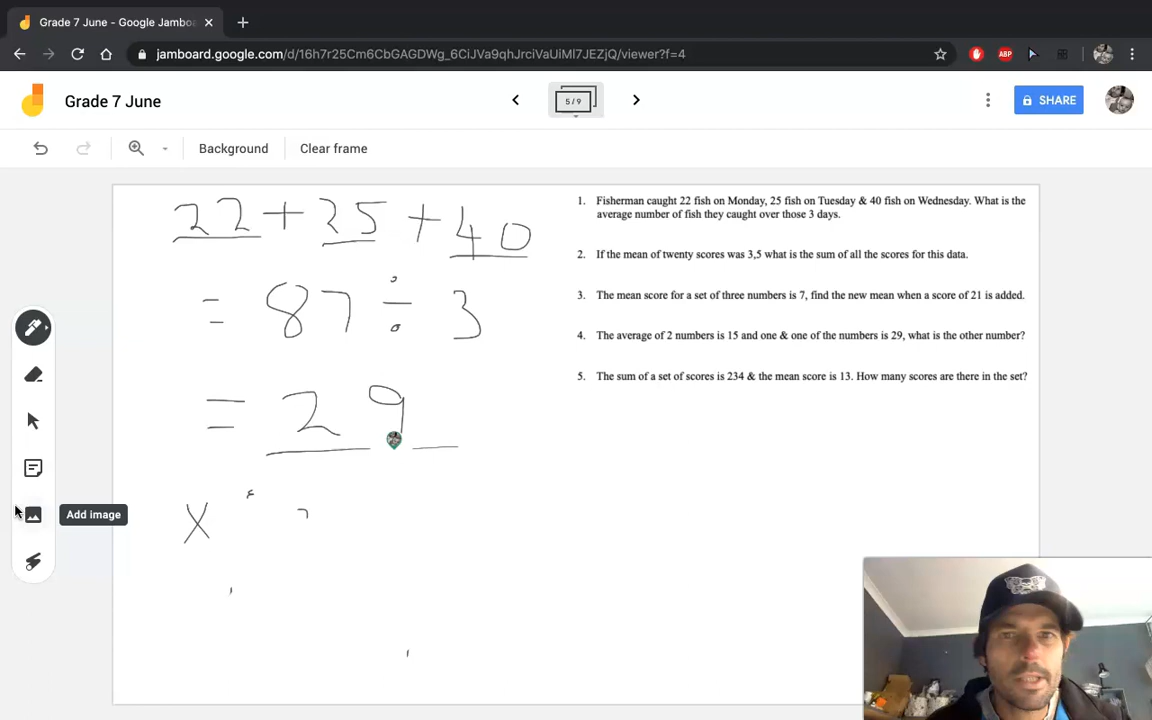 Grade 7 June - Google Jambo
jamboard.google.com/d/16h7r25Cm6CbGAGDWg_6CiJVa9qhJrciVaUiMl7JEZjQ/viewer?f=4
ABP
Grade 7 June
5/9
SHARE
Background
Clear frame
22 + 25 + 40
= 87 ÷ 3
= 29
X
1. Fisherman caught 22 fish on Monday, 25 fish on Tuesday & 40 fish on Wednesday. What is the
average number of fish they caught over those 3 days.
2. If the mean of twenty scores was 3,5 what is the sum of all the scores for this data.
3. The mean score for a set of three numbers is 7, find the new mean when a score of 21 is added.
4. The average of 2 numbers is 15 and one & one of the numbers is 29, what is the other number?
5. The sum of a set of scores is 234 & the mean score is 13. How many scores are there in the set?
Add image